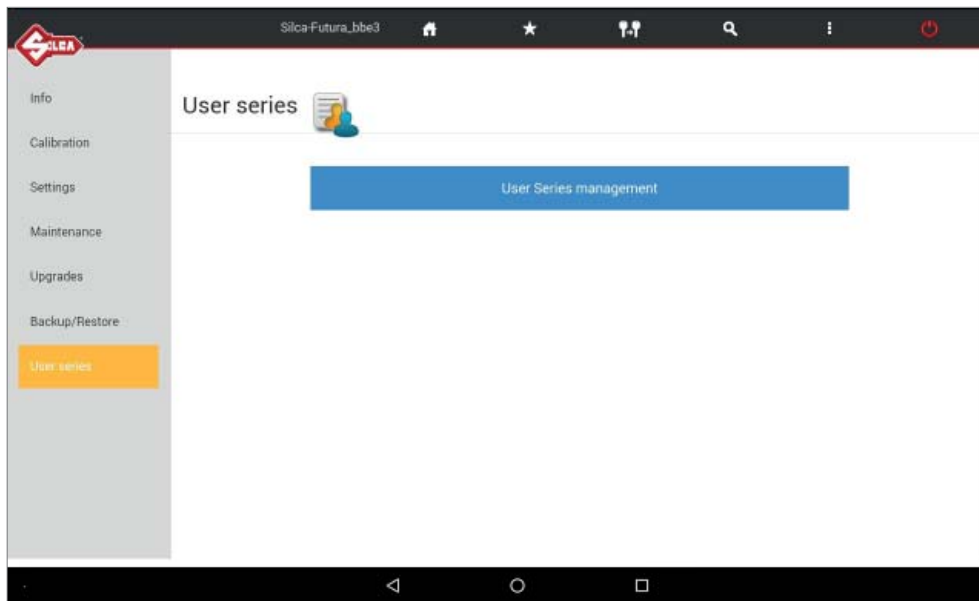 SILCA
Silca-Futura_bbe3
Info
Calibration
Settings
Maintenance
Upgrades
Backup/Restore
User series
User series
User Series management